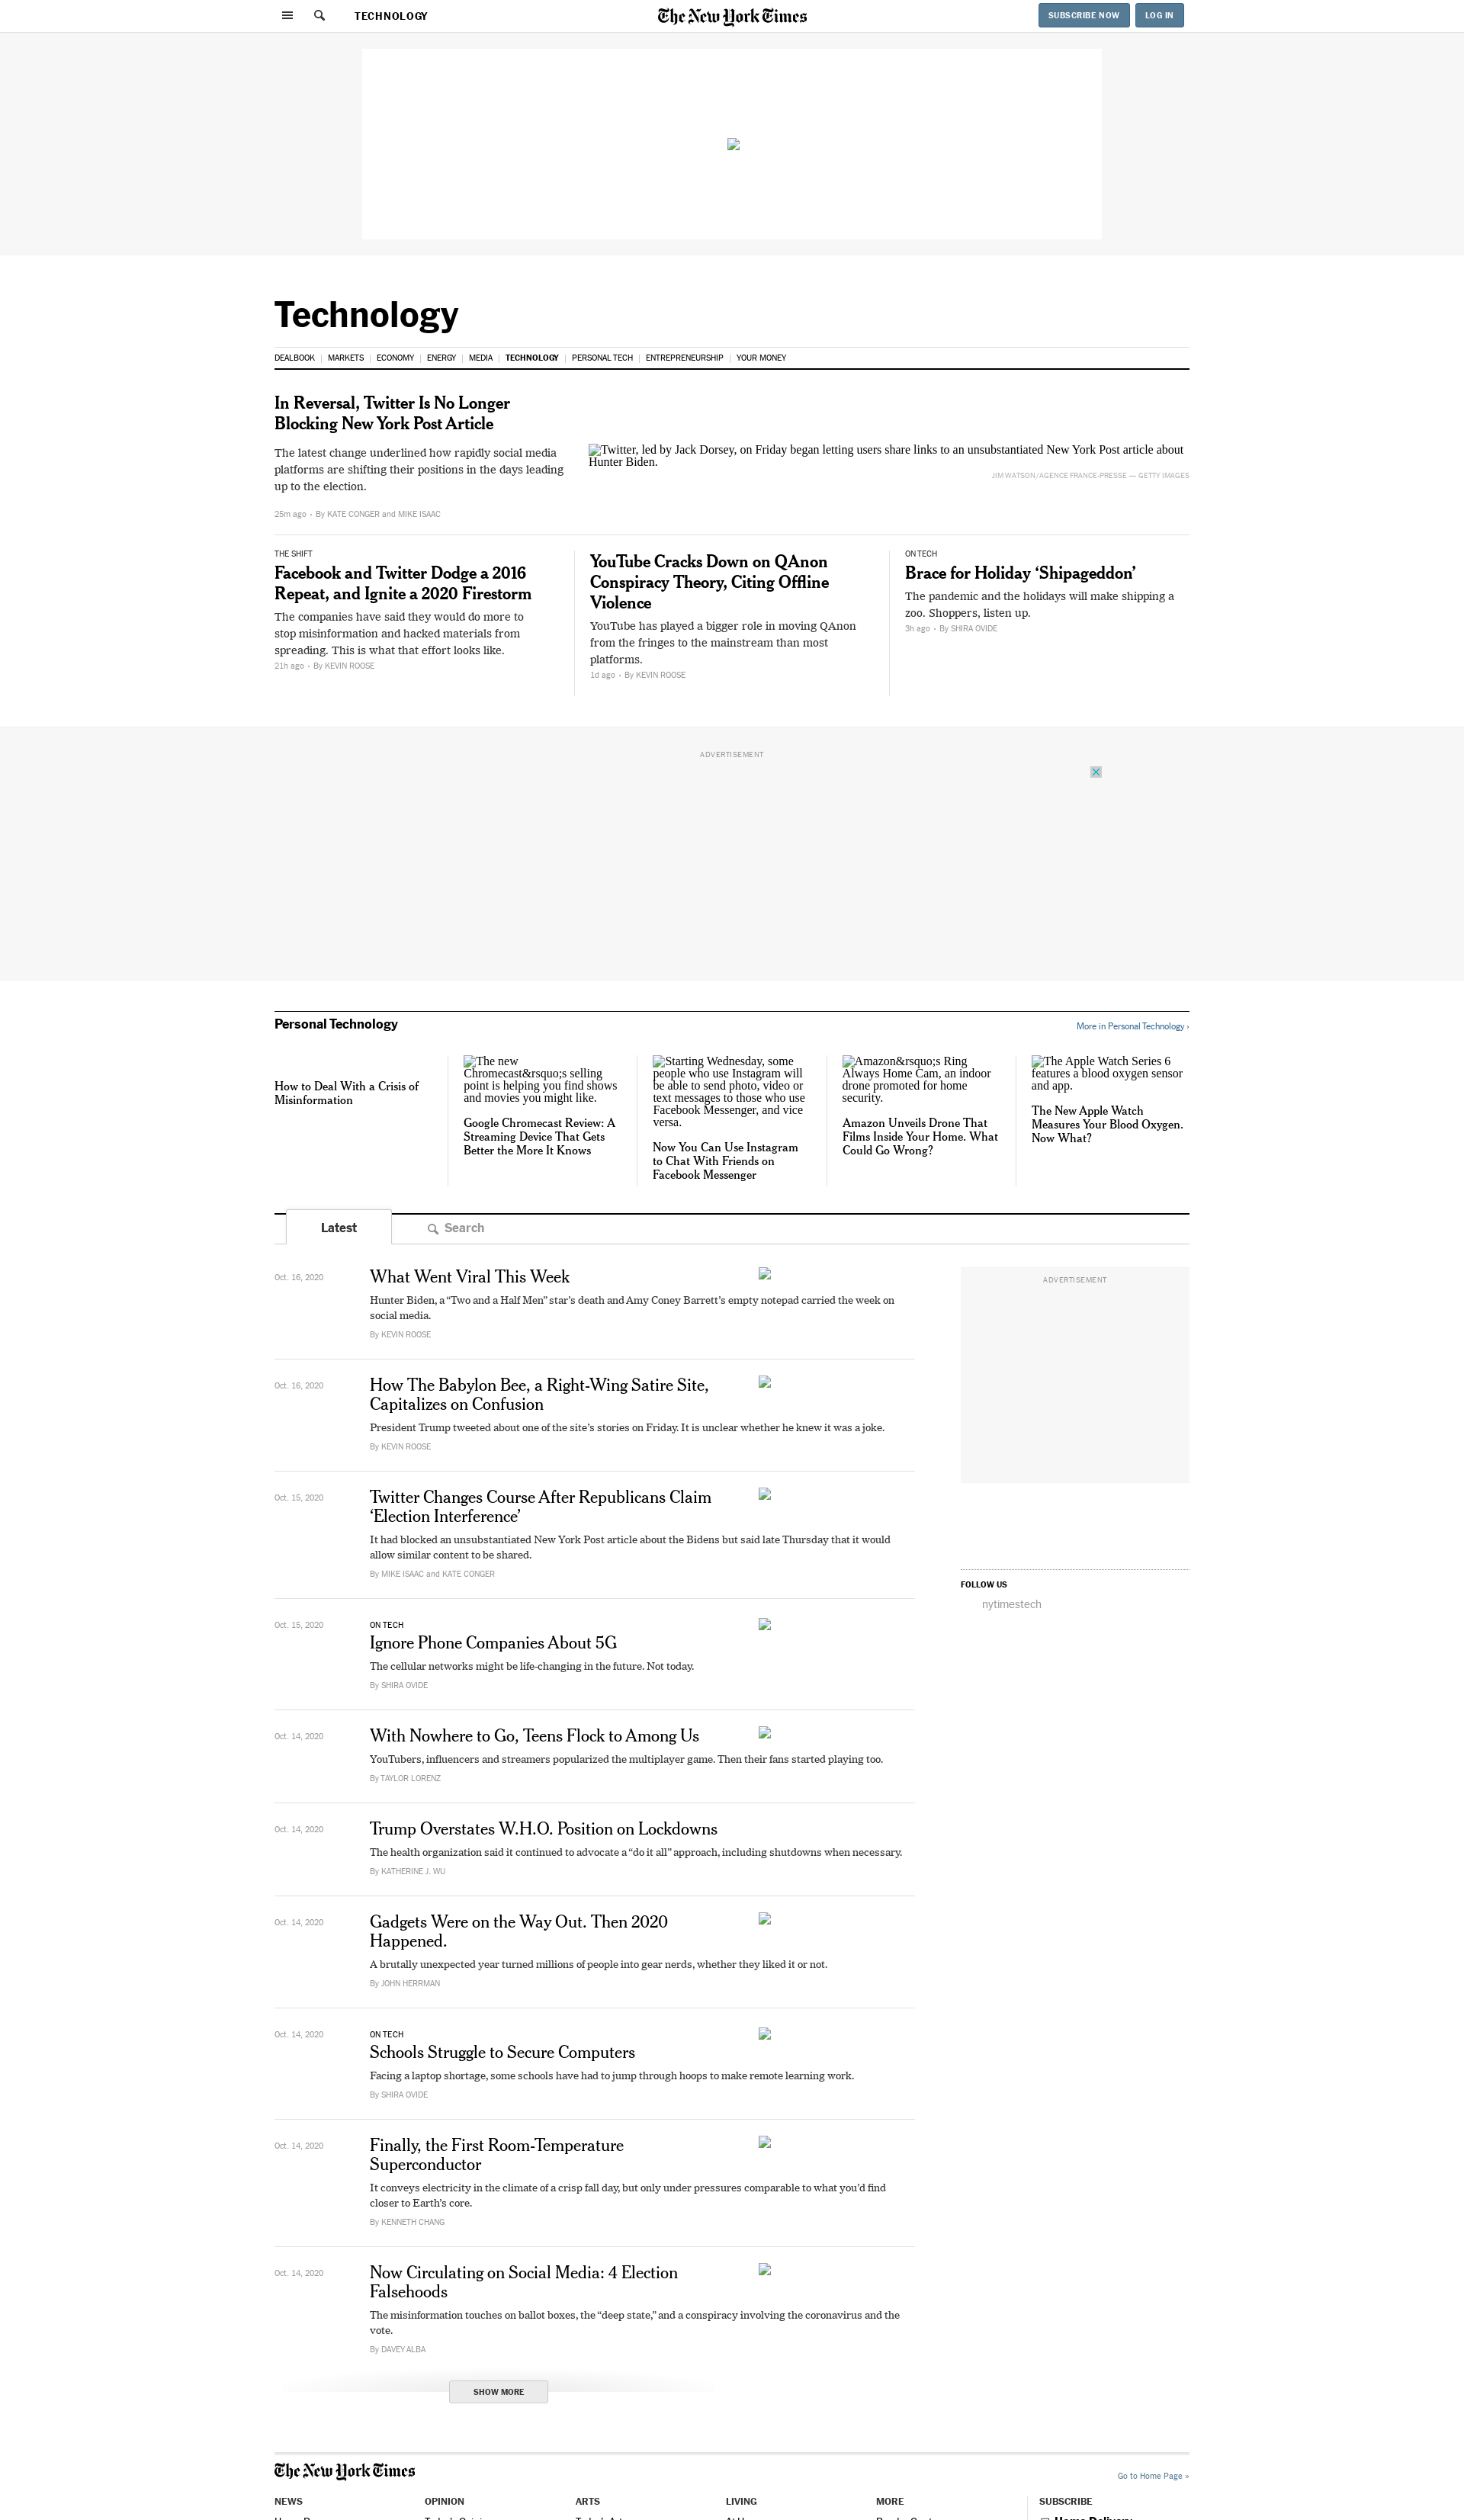 TECHNOLOGY
The New York Times
SUBSCRIBE NOW
LOG IN
Technology
DEALBOOK
MARKETS
ECONOMY
ENERGY
MEDIA
TECHNOLOGY
PERSONAL TECH
ENTREPRENEURSHIP
YOUR MONEY
In Reversal, Twitter Is No Longer
Blocking New York Post Article
The latest change underlined how rapidly social media
platforms are shifting their positions in the days leading
up to the election.
25m ago • By KATE CONGER and MIKE ISAAC
Twitter, led by Jack Dorsey, on Friday began letting users share links to an unsubstantiated New York Post article about
Hunter Biden.
JIM WATSON/AGENCE FRANCE-PRESSE — GETTY IMAGES
THE SHIFT
Facebook and Twitter Dodge a 2016
Repeat, and Ignite a 2020 Firestorm
The companies have said they would do more to
stop misinformation and hacked materials from
spreading. This is what that effort looks like.
21h ago • By KEVIN ROOSE
YouTube Cracks Down on QAnon
Conspiracy Theory, Citing Offline
Violence
YouTube has played a bigger role in moving QAnon
from the fringes to the mainstream than most
platforms.
1d ago • By KEVIN ROOSE
ON TECH
Brace for Holiday ‘Shipageddon’
The pandemic and the holidays will make shipping a
zoo. Shoppers, listen up.
3h ago • By SHIRA OVIDE
ADVERTISEMENT
Personal Technology
More in Personal Technology ›
How to Deal With a Crisis of
Misinformation
The new
Chromecast&rsquo;s selling
point is helping you find shows
and movies you might like.
Google Chromecast Review: A
Streaming Device That Gets
Better the More It Knows
Starting Wednesday, some
people who use Instagram will
be able to send photo, video or
text messages to those who use
Facebook Messenger, and vice
versa.
Now You Can Use Instagram
to Chat With Friends on
Facebook Messenger
Amazon&rsquo;s Ring
Always Home Cam, an indoor
drone promoted for home
security.
Amazon Unveils Drone That
Films Inside Your Home. What
Could Go Wrong?
The Apple Watch Series 6
features a blood oxygen sensor
and app.
The New Apple Watch
Measures Your Blood Oxygen.
Now What?
Latest
Search
Oct. 16, 2020
What Went Viral This Week
Hunter Biden, a “Two and a Half Men” star’s death and Amy Coney Barrett’s empty notepad carried the week on
social media.
By KEVIN ROOSE
ADVERTISEMENT
Oct. 16, 2020
How The Babylon Bee, a Right-Wing Satire Site,
Capitalizes on Confusion
President Trump tweeted about one of the site’s stories on Friday. It is unclear whether he knew it was a joke.
By KEVIN ROOSE
Oct. 15, 2020
Twitter Changes Course After Republicans Claim
‘Election Interference’
It had blocked an unsubstantiated New York Post article about the Bidens but said late Thursday that it would
allow similar content to be shared.
By MIKE ISAAC and KATE CONGER
FOLLOW US
nytimestech
Oct. 15, 2020
ON TECH
Ignore Phone Companies About 5G
The cellular networks might be life-changing in the future. Not today.
By SHIRA OVIDE
Oct. 14, 2020
With Nowhere to Go, Teens Flock to Among Us
YouTubers, influencers and streamers popularized the multiplayer game. Then their fans started playing too.
By TAYLOR LORENZ
Oct. 14, 2020
Trump Overstates W.H.O. Position on Lockdowns
The health organization said it continued to advocate a “do it all” approach, including shutdowns when necessary.
By KATHERINE J. WU
Oct. 14, 2020
Gadgets Were on the Way Out. Then 2020
Happened.
A brutally unexpected year turned millions of people into gear nerds, whether they liked it or not.
By JOHN HERRMAN
Oct. 14, 2020
ON TECH
Schools Struggle to Secure Computers
Facing a laptop shortage, some schools have had to jump through hoops to make remote learning work.
By SHIRA OVIDE
Oct. 14, 2020
Finally, the First Room-Temperature
Superconductor
It conveys electricity in the climate of a crisp fall day, but only under pressures comparable to what you’d find
closer to Earth’s core.
By KENNETH CHANG
Oct. 14, 2020
Now Circulating on Social Media: 4 Election
Falsehoods
The misinformation touches on ballot boxes, the “deep state,” and a conspiracy involving the coronavirus and the
vote.
By DAVEY ALBA
SHOW MORE
The New York Times
Go to Home Page »
NEWS
OPINION
ARTS
LIVING
MORE
SUBSCRIBE